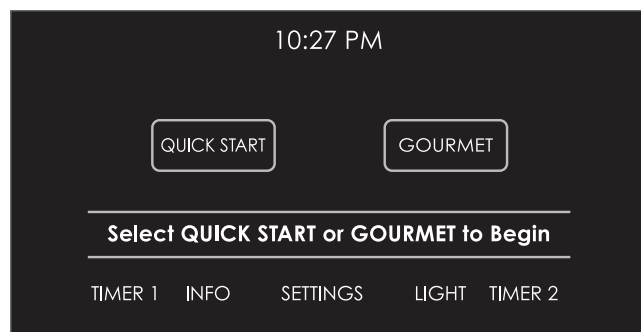 10:27 PM
QUICK START GOURMET
Select QUICK START or GOURMET to Begin
TIMER 1 INFO SETTINGS LIGHT TIMER 2